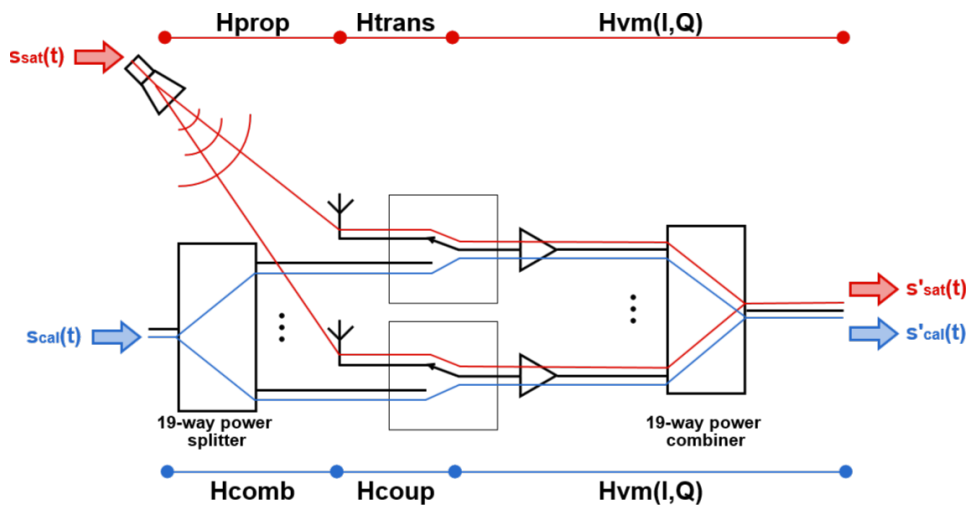 Hprop Htrans Hvm(I,Q)
ssat(t)
s'sat(t)
scal(t)
s'cal(t)
19-way power
splitter
19-way power
combiner
Hcomb Hcoup Hvm(I,Q)